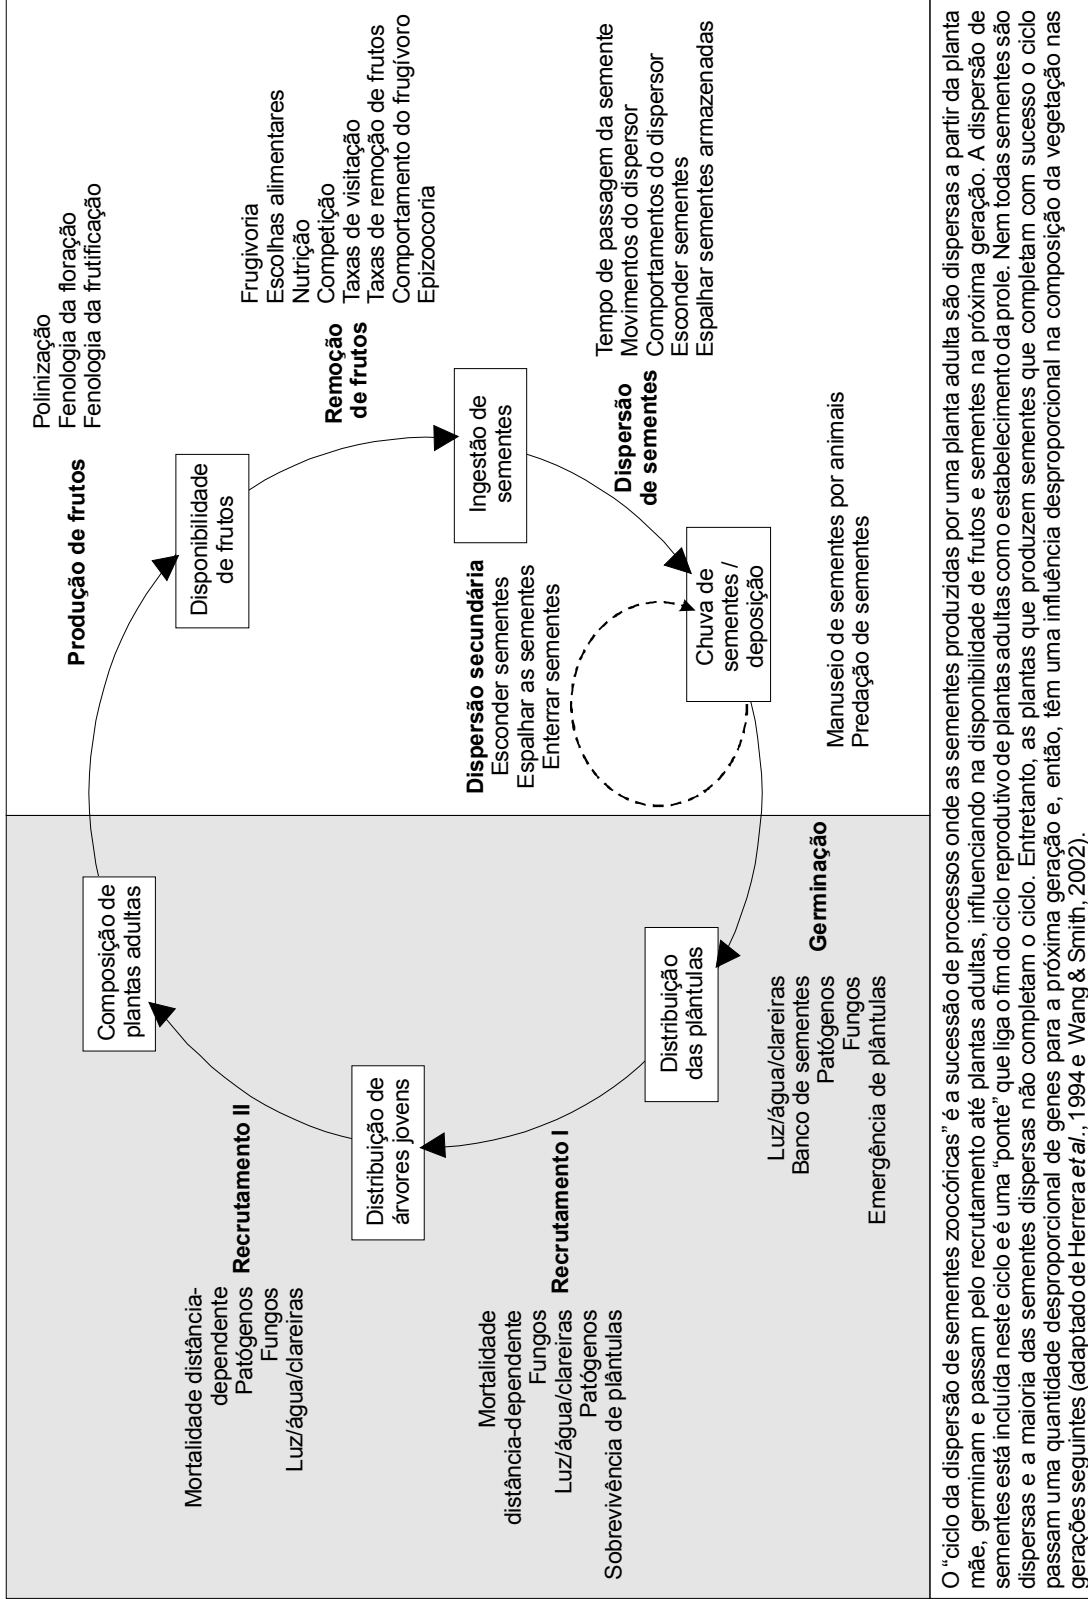 Polinização
Fenologia da floração
Fenologia da frutificação
Produção de frutos
Disponibilidade
de frutos
Frugivoria
Escolhas alimentares
Nutrição
Competição
Taxas de visitação
Taxas de remoção de frutos
Comportamento do frugívoro
Epizoocoria
Remoção
de frutos
Ingestão de
sementes
Tempo de passagem da semente
Movimentos do dispersor
Comportamentos do dispersor
Esconder sementes
Espalhar sementes armazenadas
Dispersão
de sementes
Dispersão secundária
Esconder sementes
Espalhar as sementes
Enterrar sementes
Chuva de
sementes /
deposição
Manuseio de sementes por animais
Predação de sementes
Germinação
Luz/água/clareiras
Banco de sementes
Patógenos
Fungos
Emergência de plântulas
Distribuição
das plântulas
Recrutamento I
Mortalidade
distância-dependente
Fungos
Luz/água/clareiras
Patógenos
Sobrevivência de plântulas
Distribuição de
árvores jovens
Recrutamento II
Mortalidade distância-
dependente
Patógenos
Fungos
Luz/água/clareiras
Composição de
plantas adultas
O “ciclo da dispersão de sementes zoocóricas” é a sucessão de processos onde as sementes produzidas por uma planta adulta são dispersas a partir da planta
mãe, germinam e passam pelo recrutamento até plantas adultas, influenciando na disponibilidade de frutos e sementes na próxima geração. A dispersão de
sementes está incluída neste ciclo e é uma “ponte” que liga o fim do ciclo reprodutivo de plantas adultas com o estabelecimento da prole. Nem todas sementes são
dispersas e a maioria das sementes dispersas não completam o ciclo. Entretanto, as plantas que produzem sementes que completam com sucesso o ciclo
passam uma quantidade desproporcional de genes para a próxima geração e, então, têm uma influência desproporcional na composição da vegetação nas
gerações seguintes (adaptado de Herrera et al., 1994 e Wang & Smith, 2002).